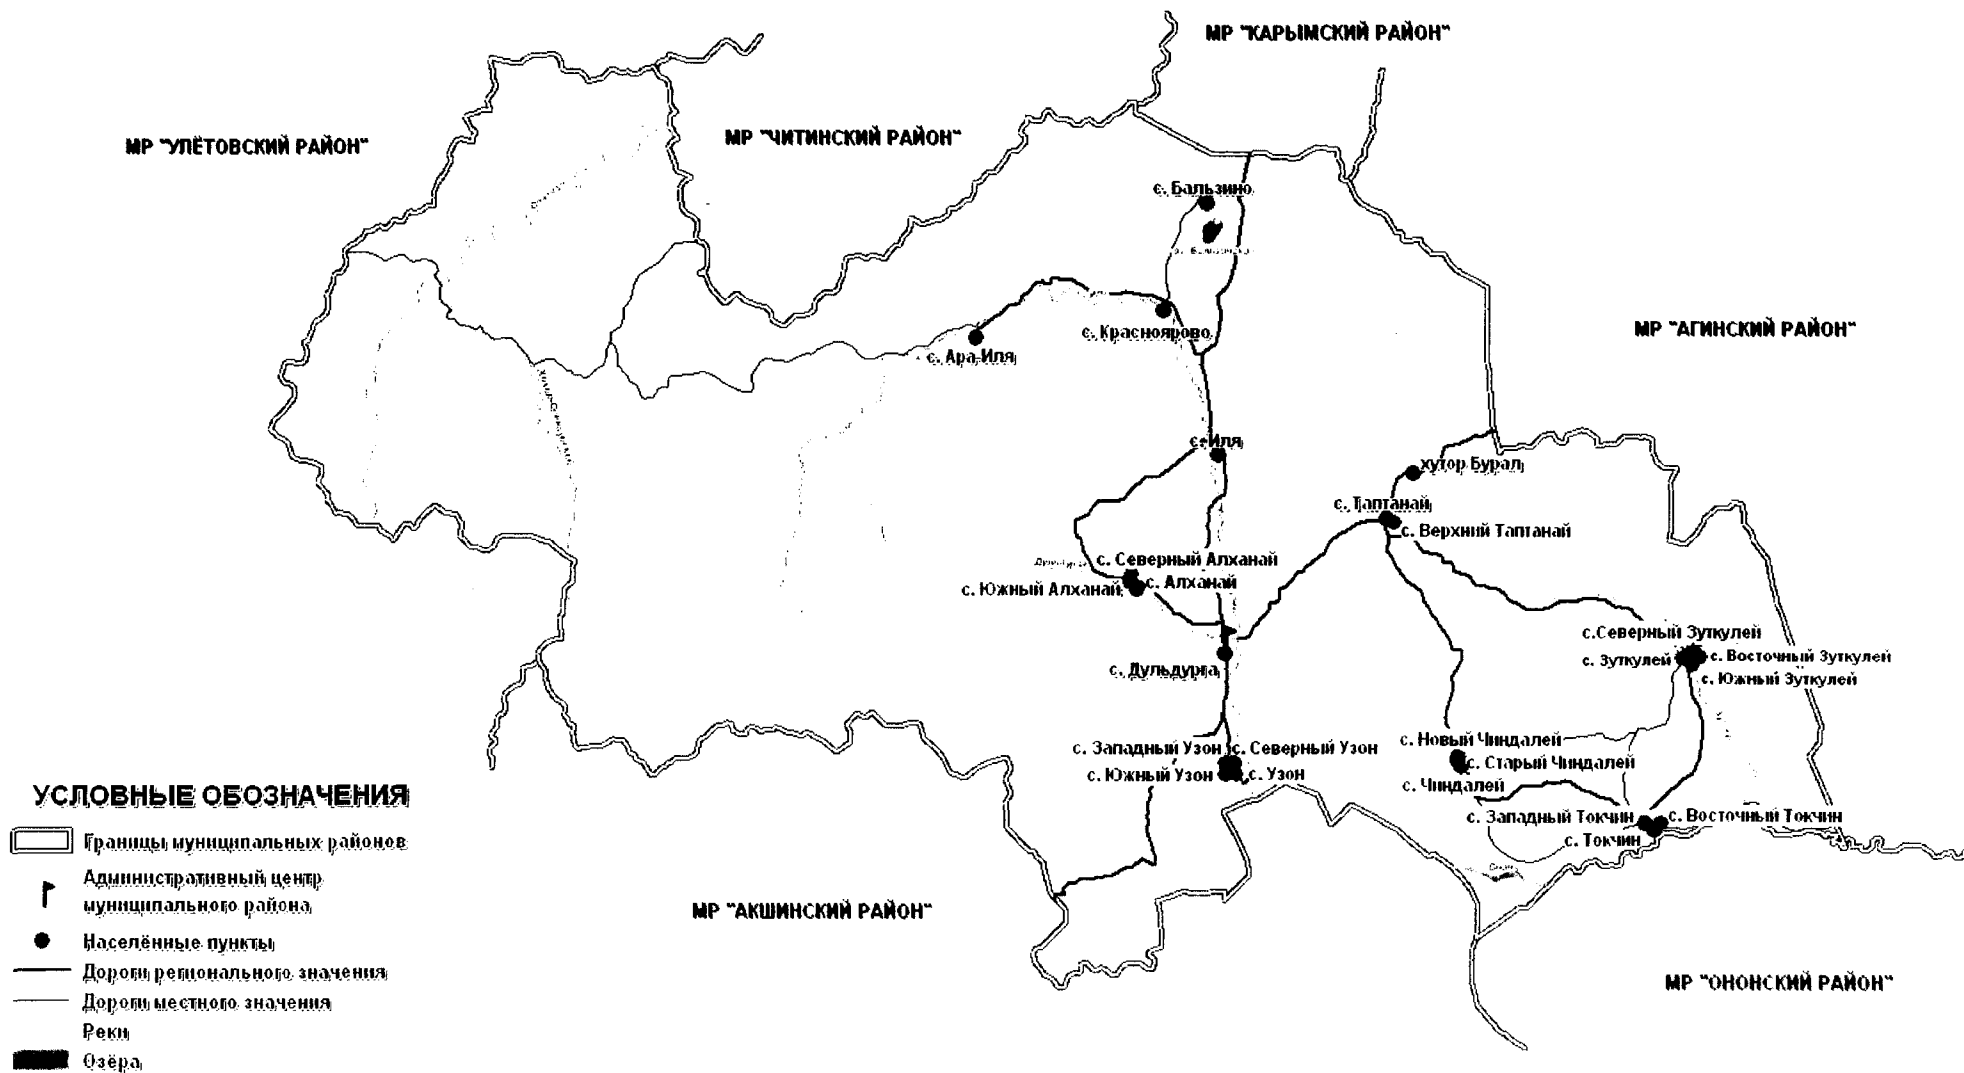 МР "КАРЫМСКИЙ РАЙОН"
МР "УЛЁТОВСКИЙ РАЙОН"
МР "ЧИТИНСКИЙ РАЙОН"
с. Бальзино
с. Красноярово
МР "АГИНСКИЙ РАЙОН"
с. Ара-Иля
с. Иля
хутор Бурал
с. Таптанай
с. Верхний Таптанай
с. Северный Алханай
с. Южный Алханай
с. Алханай
с.Северный Зуткулей
с. Зуткулей
с. Восточный Зуткулей
с. Южный Зуткулей
с. Дульдурга
с. Западный Узон
с. Северный Узон
с. Южный Узон
с. Узон
с. Новый Чиндалей
с. Старый Чиндалей
с. Чиндалей
с. Западный Токчин
с. Восточный Токчин
с. Токчин
МР "АКШИНСКИЙ РАЙОН"
МР "ОНОНСКИЙ РАЙОН"
УСЛОВНЫЕ ОБОЗНАЧЕНИЯ
Границы муниципальных районов
Административный центр
муниципального района
Населённые пункты
Дороги регионального значения
Дороги местного значения
Реки
Озёра